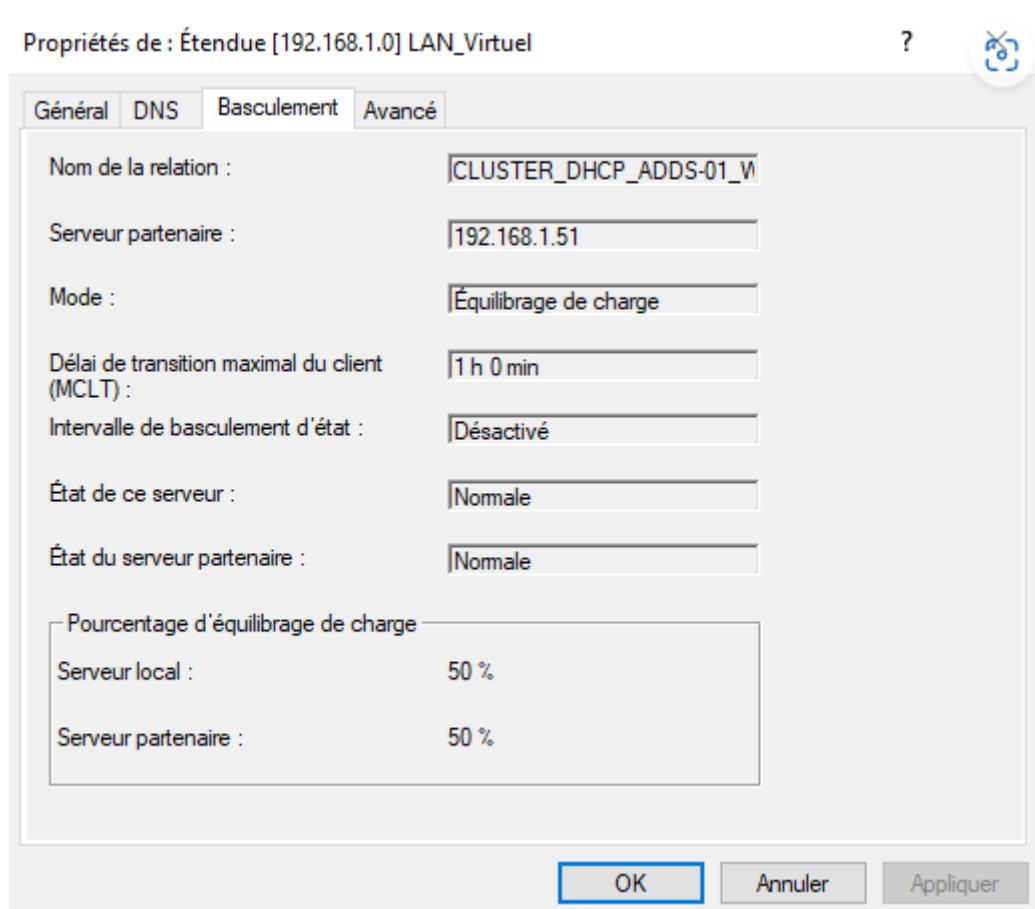 Propriétés de : Étendue [192.168.1.0] LAN_Virtuel ?
Général DNS Basculement Avancé
Nom de la relation : CLUSTER_DHCP_ADDS-01_W
Serveur partenaire : 192.168.1.51
Mode : Équilibrage de charge
Délai de transition maximal du client
(MCLT) : 1 h 0 min
Intervalle de basculement d'état : Désactivé
État de ce serveur : Normale
État du serveur partenaire : Normale
Pourcentage d'équilibrage de charge
Serveur local : 50 %
Serveur partenaire : 50 %
OK Annuler Appliquer